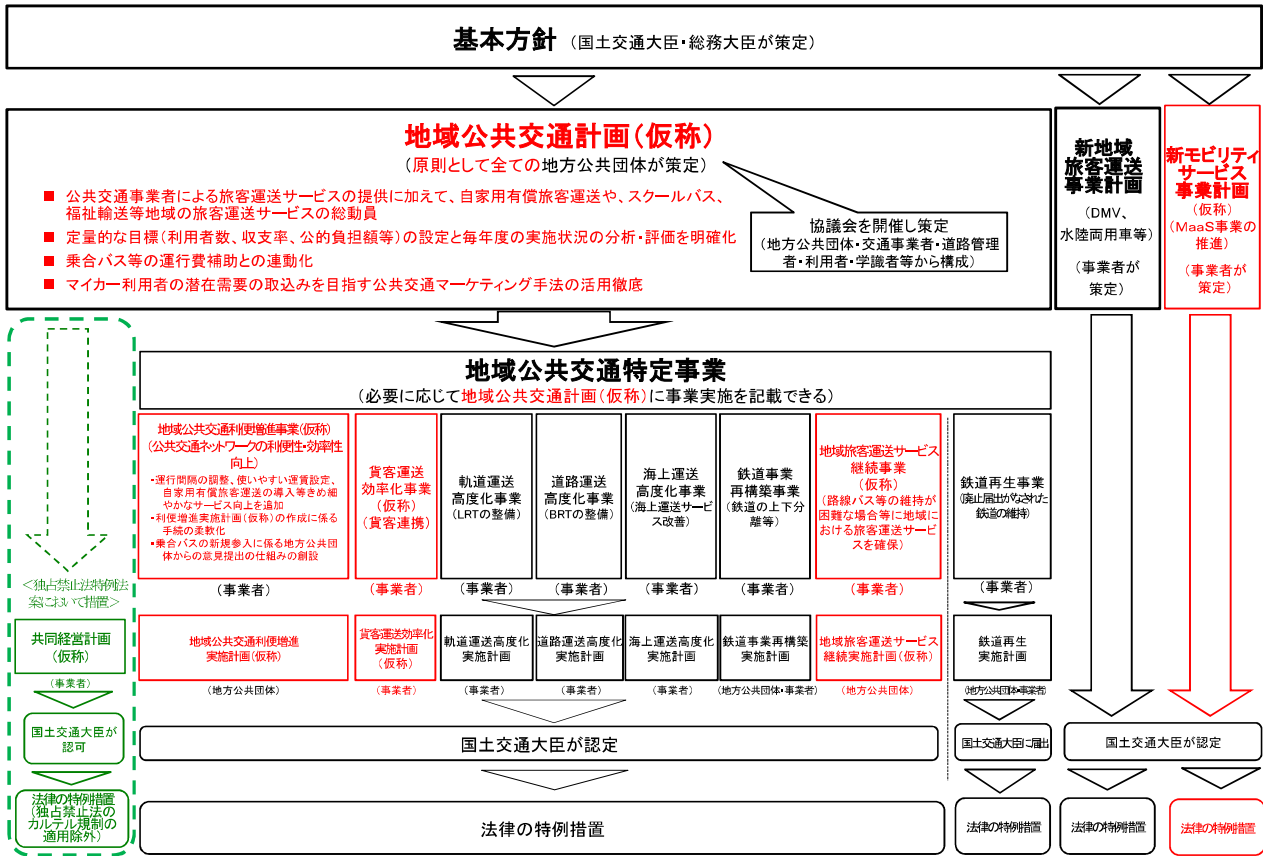 基本方針 (国土交通大臣・総務大臣が策定)
地域公共交通計画(仮称)
(原則として全ての地方公共団体が策定)
■ 公共交通事業者による旅客運送サービスの提供に加えて、自家用有償旅客運送や、スクールバス、
福祉輸送等地域の旅客運送サービスの総動員
■ 定量的な目標(利用者数、収支率、公的負担額等)の設定と毎年度の実施状況の分析・評価を明確化
■ 乗合バス等の運行費補助との連動化
■ マイカー利用者の潜在需要の取込みを目指す公共交通マーケティング手法の活用徹底
協議会を開催し策定
(地方公共団体・交通事業者・道路管理
者・利用者・学識者等から構成)
新地域
旅客運送
事業計画
(DMV、
水陸両用車等)
(事業者が
策定)
新モビリティ
サービス
事業計画
(仮称)
(MaaS事業の
推進)
(事業者が
策定)
地域公共交通特定事業
(必要に応じて地域公共交通計画(仮称)に事業実施を記載できる)
地域公共交通利便増進事業(仮称)
(公共交通ネットワークの利便性・効率性
向上)
・運行間隔の調整、使いやすい運賃設定、
自家用有償旅客運送の導入等きめ細
やかなサービス向上を追加
・利便増進実施計画(仮称)の作成に係る
手続の柔軟化
・乗合バスの新規参入に係る地方公共団
体からの意見提出の仕組みの創設
(事業者)
貨客運送
効率化事業
(仮称)
(貨客連携)
(事業者)
軌道運送
高度化事業
(LRTの整備)
(事業者)
道路運送
高度化事業
(BRTの整備)
(事業者)
海上運送
高度化事業
(海上運送サービス
改善)
(事業者)
鉄道事業
再構築事業
(鉄道の上下分
離等)
(事業者)
地域旅客運送サービス
継続事業
(仮称)
(路線バス等の維持が
困難な場合等に地域に
おける旅客運送サービ
スを確保)
(事業者)
鉄道再生事業
(廃止届出がなされた
鉄道の維持)
(事業者)
<独占禁止法特例法
案において措置>
共同経営計画
(仮称)
(事業者)
地域公共交通利便増進
実施計画(仮称)
(地方公共団体)
貨客運送効率化
実施計画
(仮称)
(事業者)
軌道運送高度化
実施計画
(事業者)
道路運送高度化
実施計画
(事業者)
海上運送高度化
実施計画
(事業者)
鉄道事業再構築
実施計画
(地方公共団体・事業者)
地域旅客運送サービス
継続実施計画(仮称)
(地方公共団体)
鉄道再生
実施計画
(地方公共団体・事業者)
国土交通大臣が
認可
国土交通大臣が認定
国土交通大臣に届出
国土交通大臣が認定
法律の特例措置
(独占禁止法の
カルテル規制の
適用除外)
法律の特例措置
法律の特例措置
法律の特例措置
法律の特例措置